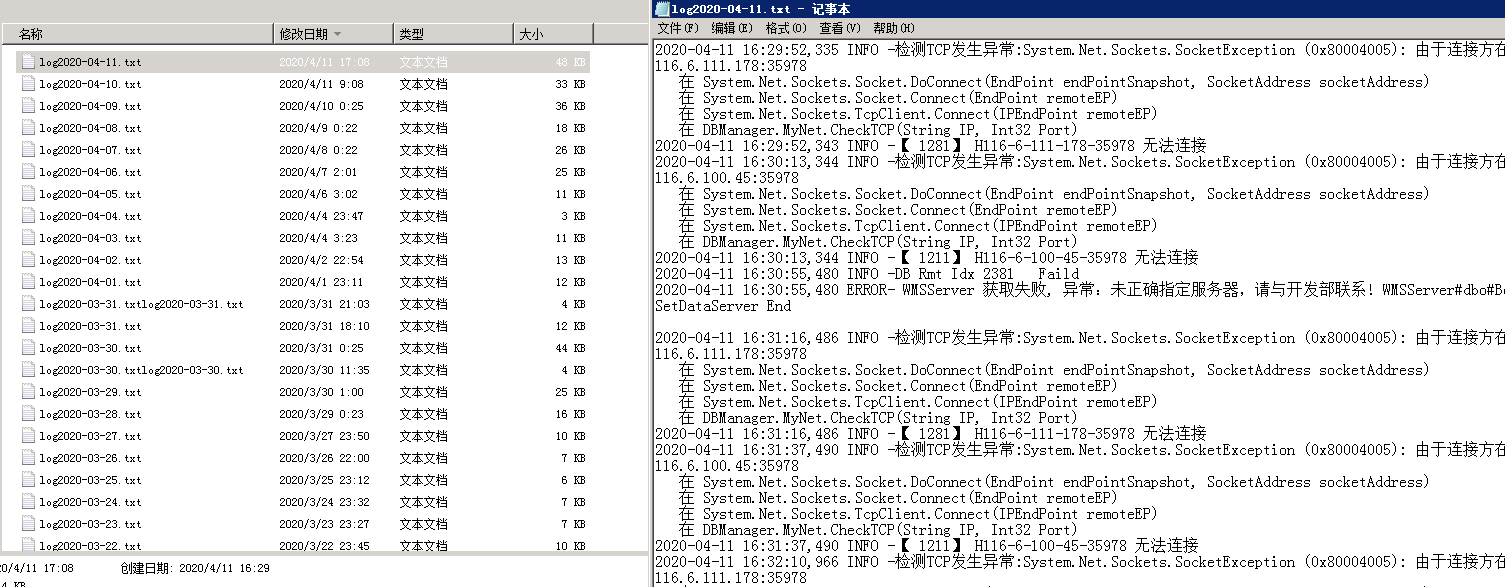 名称 修改日期 类型 大小
log2020-04-11.txt 2020/4/11 17:08 文本文档 48 KB
log2020-04-10.txt 2020/4/11 9:08 文本文档 33 KB
log2020-04-09.txt 2020/4/10 0:25 文本文档 36 KB
log2020-04-08.txt 2020/4/9 0:22 文本文档 18 KB
log2020-04-07.txt 2020/4/8 0:22 文本文档 26 KB
log2020-04-06.txt 2020/4/7 2:01 文本文档 25 KB
log2020-04-05.txt 2020/4/6 3:02 文本文档 11 KB
log2020-04-04.txt 2020/4/4 23:47 文本文档 3 KB
log2020-04-03.txt 2020/4/4 3:23 文本文档 11 KB
log2020-04-02.txt 2020/4/2 22:54 文本文档 13 KB
log2020-04-01.txt 2020/4/1 23:11 文本文档 12 KB
log2020-03-31.txtlog2020-03-31.txt 2020/3/31 21:03 文本文档 4 KB
log2020-03-31.txt 2020/3/31 18:10 文本文档 12 KB
log2020-03-30.txt 2020/3/31 0:25 文本文档 44 KB
log2020-03-30.txtlog2020-03-30.txt 2020/3/30 11:35 文本文档 4 KB
log2020-03-29.txt 2020/3/30 1:00 文本文档 25 KB
log2020-03-28.txt 2020/3/29 0:23 文本文档 16 KB
log2020-03-27.txt 2020/3/27 23:50 文本文档 10 KB
log2020-03-26.txt 2020/3/26 22:00 文本文档 7 KB
log2020-03-25.txt 2020/3/25 23:12 文本文档 6 KB
log2020-03-24.txt 2020/3/24 23:32 文本文档 7 KB
log2020-03-23.txt 2020/3/23 23:27 文本文档 7 KB
log2020-03-22.txt 2020/3/22 23:45 文本文档 10 KB
0/4/11 17:08 创建日期: 2020/4/11 16:29
log2020-04-11.txt - 记事本
文件(F) 编辑(E) 格式(O) 查看(V) 帮助(H)
2020-04-11 16:29:52,335 INFO -检测TCP发生异常:System.Net.Sockets.SocketException (0x80004005): 由于连接方在
116.6.111.178:35978
在 System.Net.Sockets.Socket.DoConnect(EndPoint endPointSnapshot, SocketAddress socketAddress)
在 System.Net.Sockets.Socket.Connect(EndPoint remoteEP)
在 System.Net.Sockets.TcpClient.Connect(IPEndPoint remoteEP)
在 DBManager.MyNet.CheckTCP(String IP, Int32 Port)
2020-04-11 16:29:52,343 INFO -【 1281】 H116-6-111-178-35978 无法连接
2020-04-11 16:30:13,344 INFO -检测TCP发生异常:System.Net.Sockets.SocketException (0x80004005): 由于连接方在
116.6.100.45:35978
在 System.Net.Sockets.Socket.DoConnect(EndPoint endPointSnapshot, SocketAddress socketAddress)
在 System.Net.Sockets.Socket.Connect(EndPoint remoteEP)
在 System.Net.Sockets.TcpClient.Connect(IPEndPoint remoteEP)
在 DBManager.MyNet.CheckTCP(String IP, Int32 Port)
2020-04-11 16:30:13,344 INFO -【 1211】 H116-6-100-45-35978 无法连接
2020-04-11 16:30:55,480 INFO -DB Rmt Idx 2381 Faild
2020-04-11 16:30:55,480 ERROR- WMSServer 获取失败, 异常: 未正确指定服务器, 请与开发部联系! WMSServer#dbo#Be
SetDataServer End
2020-04-11 16:31:16,486 INFO -检测TCP发生异常:System.Net.Sockets.SocketException (0x80004005): 由于连接方在
116.6.111.178:35978
在 System.Net.Sockets.Socket.DoConnect(EndPoint endPointSnapshot, SocketAddress socketAddress)
在 System.Net.Sockets.Socket.Connect(EndPoint remoteEP)
在 System.Net.Sockets.TcpClient.Connect(IPEndPoint remoteEP)
在 DBManager.MyNet.CheckTCP(String IP, Int32 Port)
2020-04-11 16:31:16,486 INFO -【 1281】 H116-6-111-178-35978 无法连接
2020-04-11 16:31:37,490 INFO -检测TCP发生异常:System.Net.Sockets.SocketException (0x80004005): 由于连接方在
116.6.100.45:35978
在 System.Net.Sockets.Socket.DoConnect(EndPoint endPointSnapshot, SocketAddress socketAddress)
在 System.Net.Sockets.Socket.Connect(EndPoint remoteEP)
在 System.Net.Sockets.TcpClient.Connect(IPEndPoint remoteEP)
在 DBManager.MyNet.CheckTCP(String IP, Int32 Port)
2020-04-11 16:31:37,490 INFO -【 1211】 H116-6-100-45-35978 无法连接
2020-04-11 16:32:10,966 INFO -检测TCP发生异常:System.Net.Sockets.SocketException (0x80004005): 由于连接方在
116.6.111.178:35978